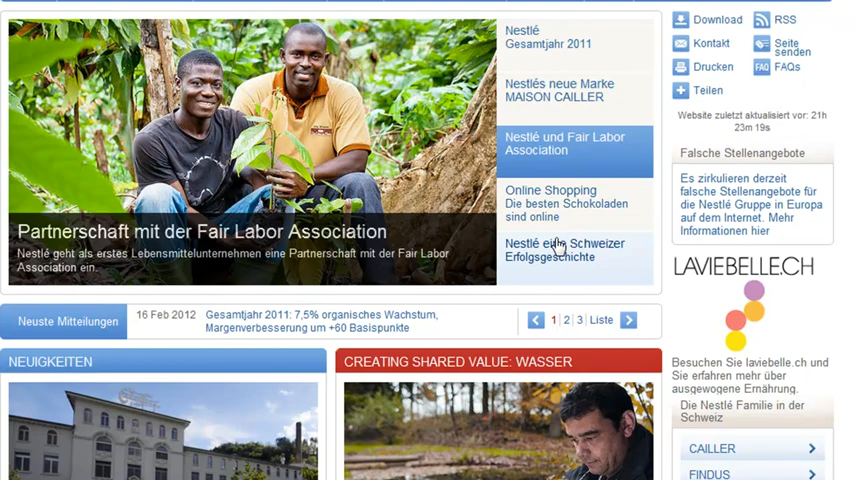 Nestlé
Gesamtjahr 2011
Nestlés neue Marke
MAISON CAILLER
Nestlé und Fair Labor
Association
Online Shopping
Die besten Schokoladen
sind online
Nestlé eine Schweizer
Erfolgsgeschichte
Partnerschaft mit der Fair Labor Association
Nestlé geht als erstes Lebensmittelunternehmen eine Partnerschaft mit der Fair Labor
Association ein.
Download
RSS
Kontakt
Seite
senden
Drucken
FAQ
FAQs
Teilen
Website zuletzt aktualisiert vor: 21h
23m 19s
Falsche Stellenangebote
Es zirkulieren derzeit
falsche Stellenangebote für
die Nestlé Gruppe in Europa
auf dem Internet. Mehr
Informationen hier
LAVIEBELLE.CH
Besuchen Sie laviebelle.ch und
Sie erfahren mehr über
ausgewogene Ernährung.
Die Nestlé Familie in der
Schweiz
CAILLER
FINDUS
Neuste Mitteilungen
16 Feb 2012
Gesamtjahr 2011: 7,5% organisches Wachstum,
Margenverbesserung um +60 Basispunkte
1 | 2 | 3 | Liste
NEUIGKEITEN
CREATING SHARED VALUE: WASSER